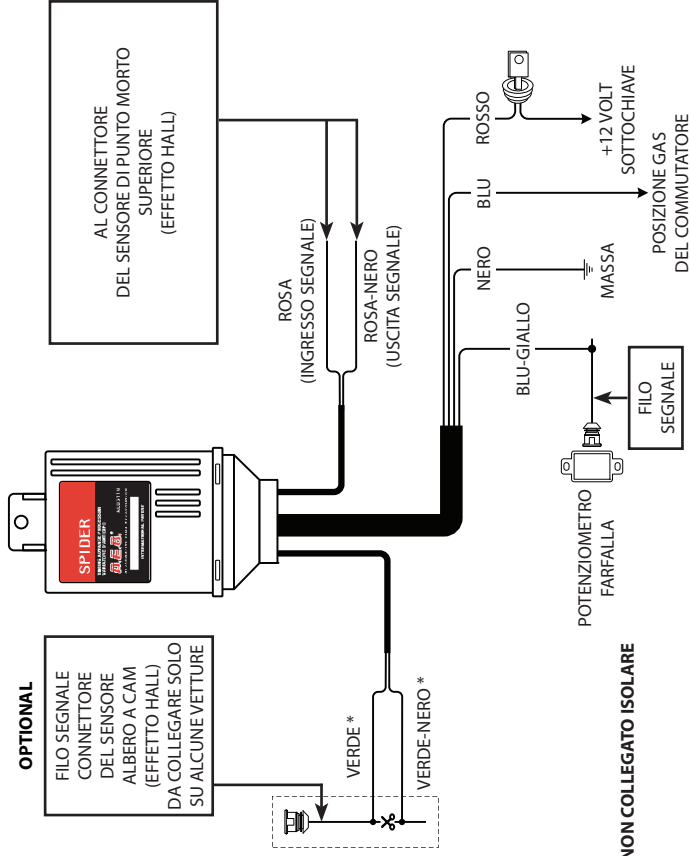 OPTIONAL
FILO SEGNALE
CONNETTORE
DEL SENSORE
ALBERO A CAM
(EFFETTO HALL)
DA COLLEGARE SOLO
SU ALCUNE VETTURE
VERDE *
VERDE-NERO *
NON COLLEGATO ISOLARE
SPIDER
A.E.B.
INTERNATIONAL PATENT
AL CONNETTORE
DEL SENSORE DI PUNTO MORTO
SUPERIORE
(EFFETTO HALL)
ROSA
(INGRESSO SEGNALE)
ROSA-NERO
(USCITA SEGNALE)
ROSSO
BLU
NERO
BLU-GIALLO
+12 VOLT
SOTTOCHIAVE
POSIZIONE GAS
DEL COMMUTATORE
MASSA
FILO
SEGNALE
POTENZIOMETRO
FARFALLA